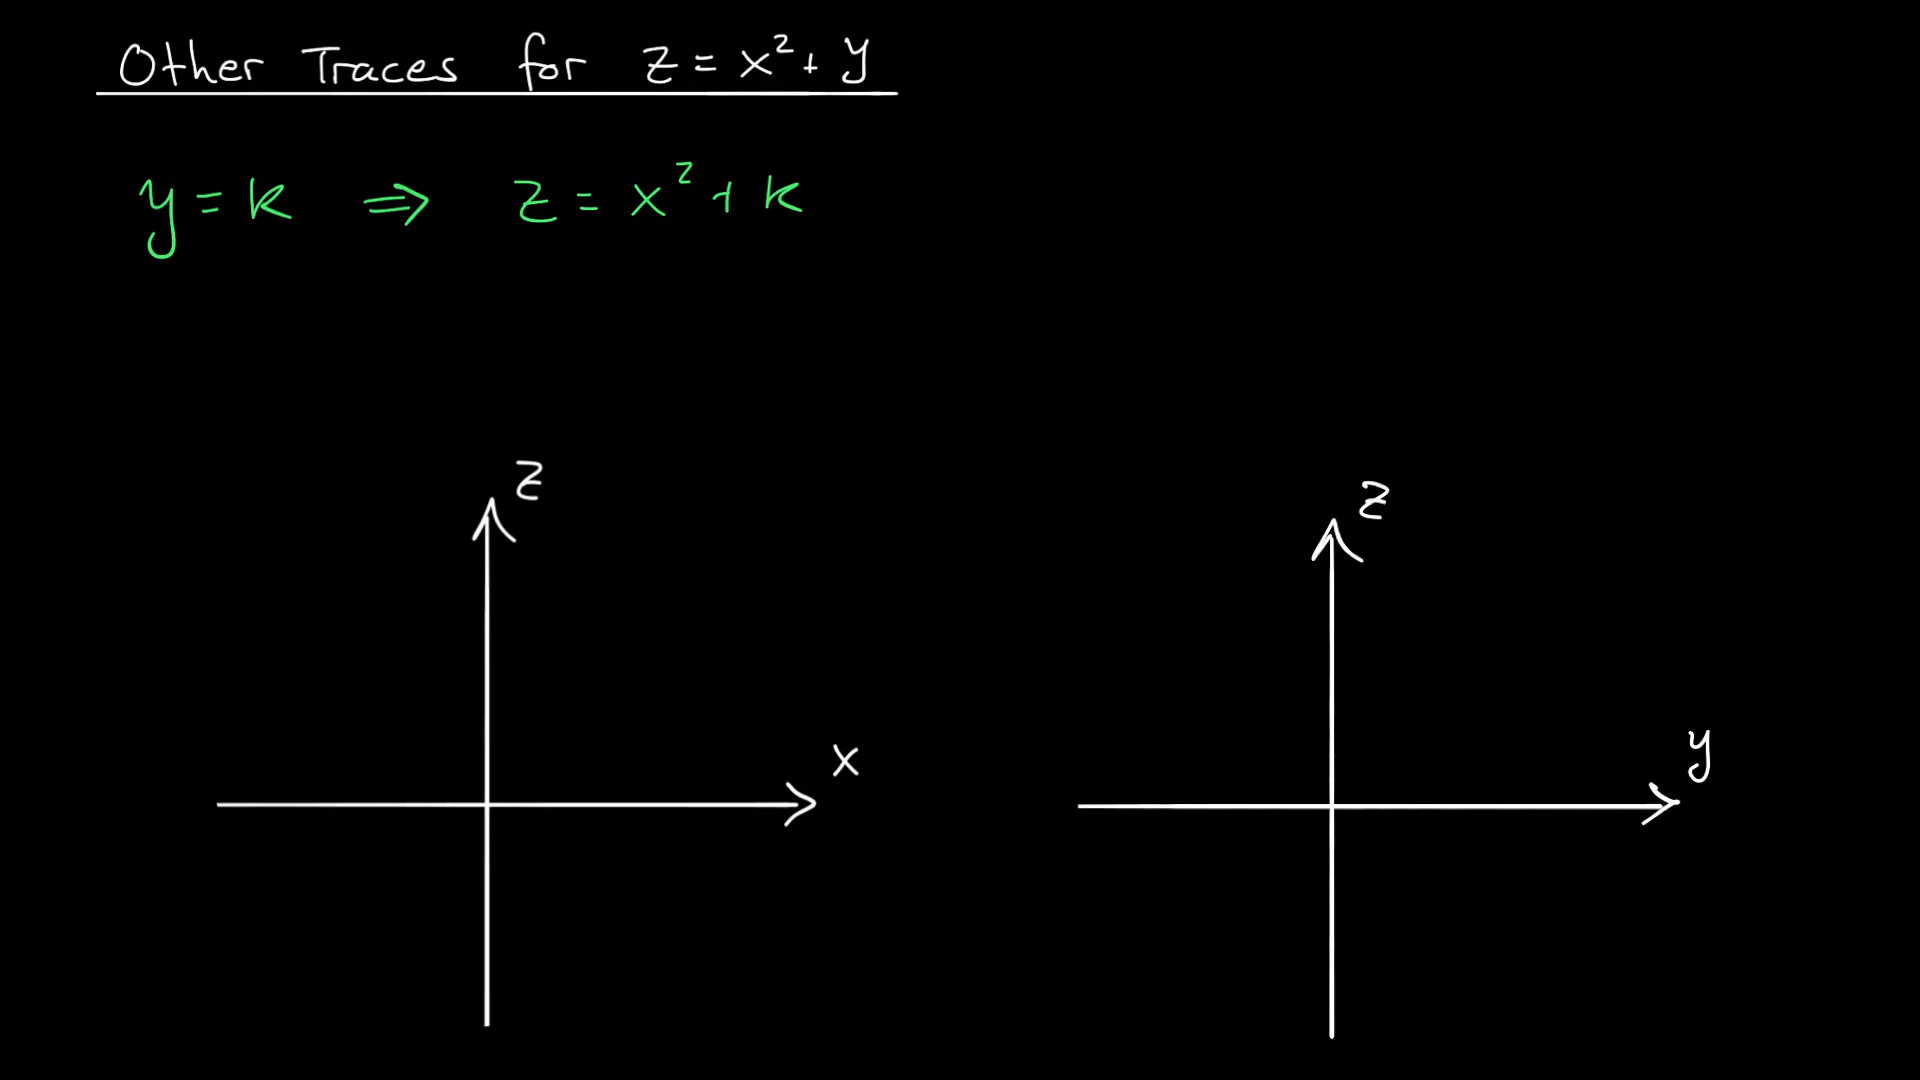 Other Traces for z = x² + y
y = k ⇒ z = x² + k
z
x
z
y